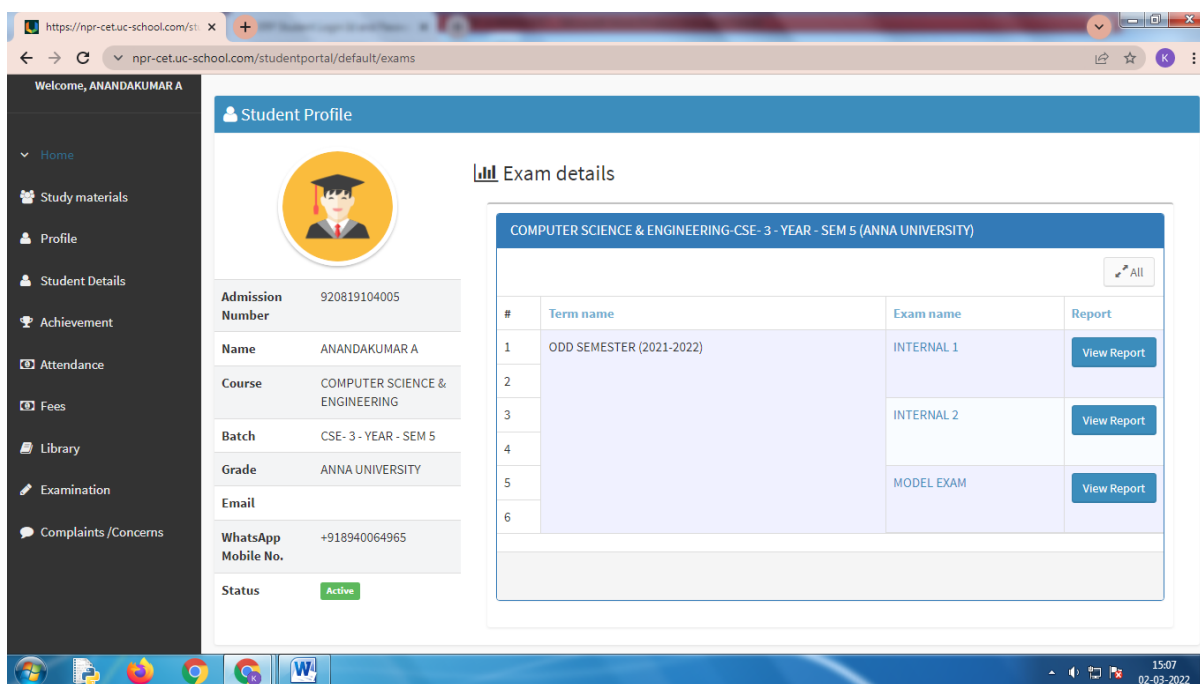 https://npr-cet.uc-school.com/st
npr-cet.uc-school.com/studentportal/default/exams
K
Welcome, ANANDAKUMAR A
Home
Study materials
Profile
Student Details
Achievement
Attendance
Fees
Library
Examination
Complaints /Concerns
Student Profile
Admission Number 920819104005
Name ANANDAKUMAR A
Course COMPUTER SCIENCE &
ENGINEERING
Batch CSE- 3 - YEAR - SEM 5
Grade ANNA UNIVERSITY
Email
WhatsApp Mobile No. +918940064965
Status Active
Exam details
COMPUTER SCIENCE & ENGINEERING-CSE- 3 - YEAR - SEM 5 (ANNA UNIVERSITY)
All
# Term name Exam name Report
1 ODD SEMESTER (2021-2022) INTERNAL 1 View Report
2
3 INTERNAL 2 View Report
4
5 MODEL EXAM View Report
6
15:07
02-03-2022